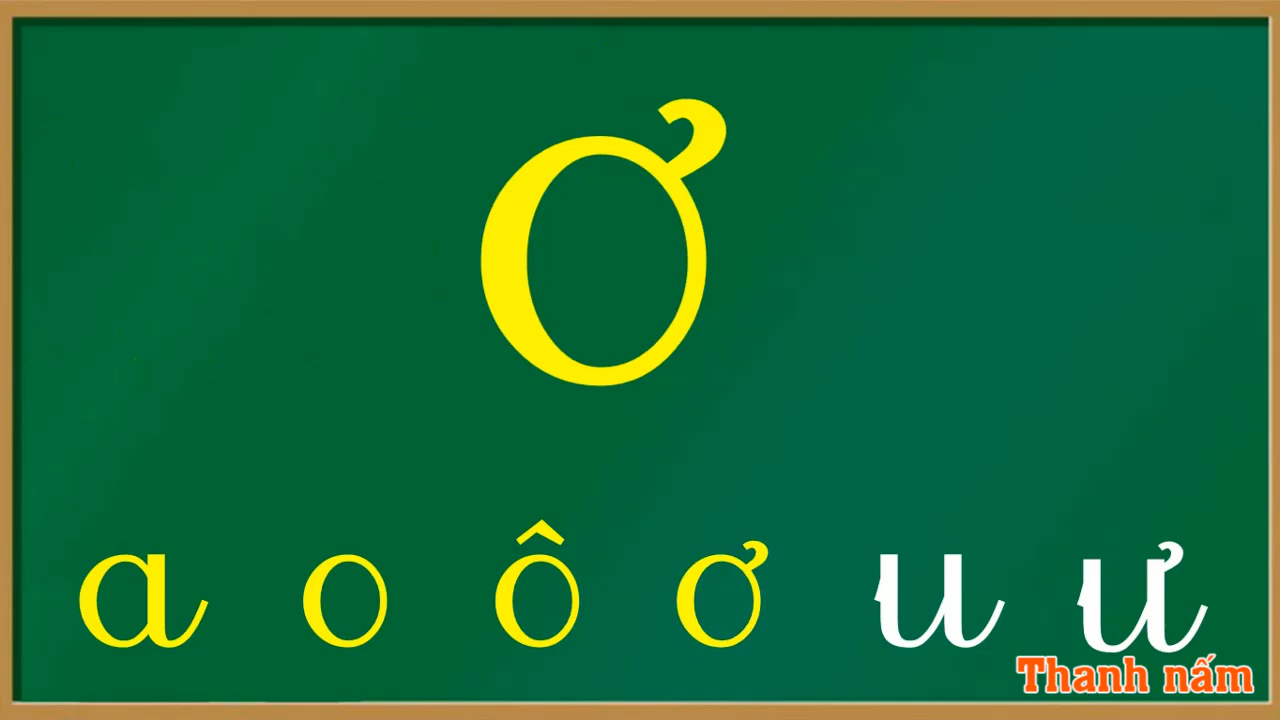 ơ
a o ô ơ u ư
Thanh nấm